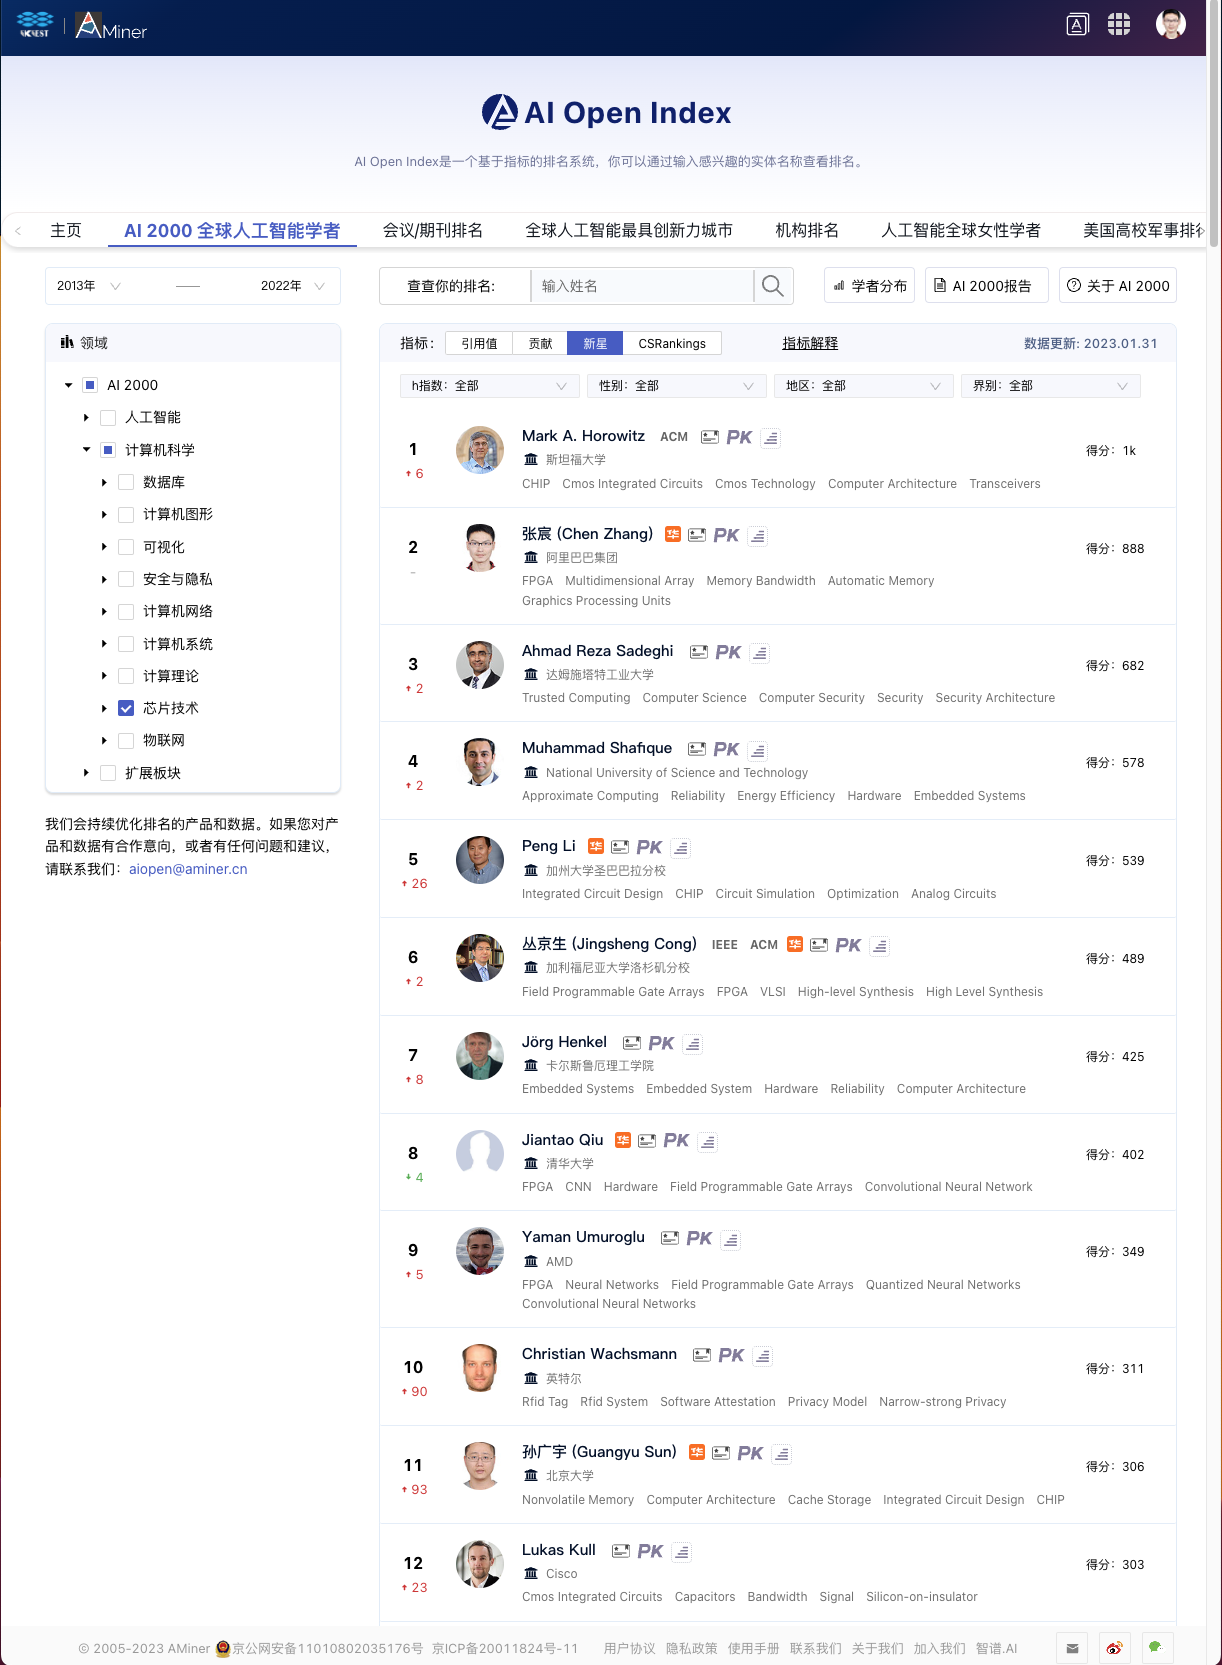 AMiner
AI Open Index
AI Open Index是一个基于指标的排名系统，你可以通过输入感兴趣的实体名称查看排名。
主页 AI 2000 全球人工智能学者 会议/期刊排名 全球人工智能最具创新力城市 机构排名 人工智能全球女性学者 美国高校军事排
2013年 2022年 查查你的排名: 输入姓名 学者分布 AI 2000报告 关于 AI 2000
领域
AI 2000
人工智能
计算机科学
数据库
计算机图形
可视化
安全与隐私
计算机网络
计算机系统
计算理论
芯片技术
物联网
扩展板块
我们会持续优化排名的产品和数据。如果您对产
品和数据有合作意向，或者有任何问题和建议，
请联系我们：aiopen@aminer.cn
指标： 引用值 贡献 新星 CSRankings 指标解释 数据更新: 2023.01.31
h指数：全部 性别：全部 地区：全部 界别：全部
1 Mark A. Horowitz ACM PK 得分：1k
6 斯坦福大学
CHIP Cmos Integrated Circuits Cmos Technology Computer Architecture Transceivers
2 张宸 (Chen Zhang) 华 PK 得分：888
- 阿里巴巴集团
FPGA Multidimensional Array Memory Bandwidth Automatic Memory
Graphics Processing Units
3 Ahmad Reza Sadeghi PK 得分：682
2 达姆施塔特工业大学
Trusted Computing Computer Science Computer Security Security Security Architecture
4 Muhammad Shafique PK 得分：578
2 National University of Science and Technology
Approximate Computing Reliability Energy Efficiency Hardware Embedded Systems
5 Peng Li 华 PK 得分：539
26 加州大学圣巴巴拉分校
Integrated Circuit Design CHIP Circuit Simulation Optimization Analog Circuits
6 丛京生 (Jingsheng Cong) IEEE ACM 华 PK 得分：489
2 加利福尼亚大学洛杉矶分校
Field Programmable Gate Arrays FPGA VLSI High-level Synthesis High Level Synthesis
7 Jörg Henkel PK 得分：425
8 卡尔斯鲁厄理工学院
Embedded Systems Embedded System Hardware Reliability Computer Architecture
8 Jiantao Qiu 华 PK 得分：402
4 清华大学
FPGA CNN Hardware Field Programmable Gate Arrays Convolutional Neural Network
9 Yaman Umuroglu PK 得分：349
5 AMD
FPGA Neural Networks Field Programmable Gate Arrays Quantized Neural Networks
Convolutional Neural Networks
10 Christian Wachsmann PK 得分：311
90 英特尔
Rfid Tag Rfid System Software Attestation Privacy Model Narrow-strong Privacy
11 孙广宇 (Guangyu Sun) 华 PK 得分：306
93 北京大学
Nonvolatile Memory Computer Architecture Cache Storage Integrated Circuit Design CHIP
12 Lukas Kull PK 得分：303
23 Cisco
Cmos Integrated Circuits Capacitors Bandwidth Signal Silicon-on-insulator
© 2005-2023 AMiner 京公网安备11010802035176号 京ICP备20011824号-11 用户协议 隐私政策 使用手册 联系我们 关于我们 加入我们 智谱.AI